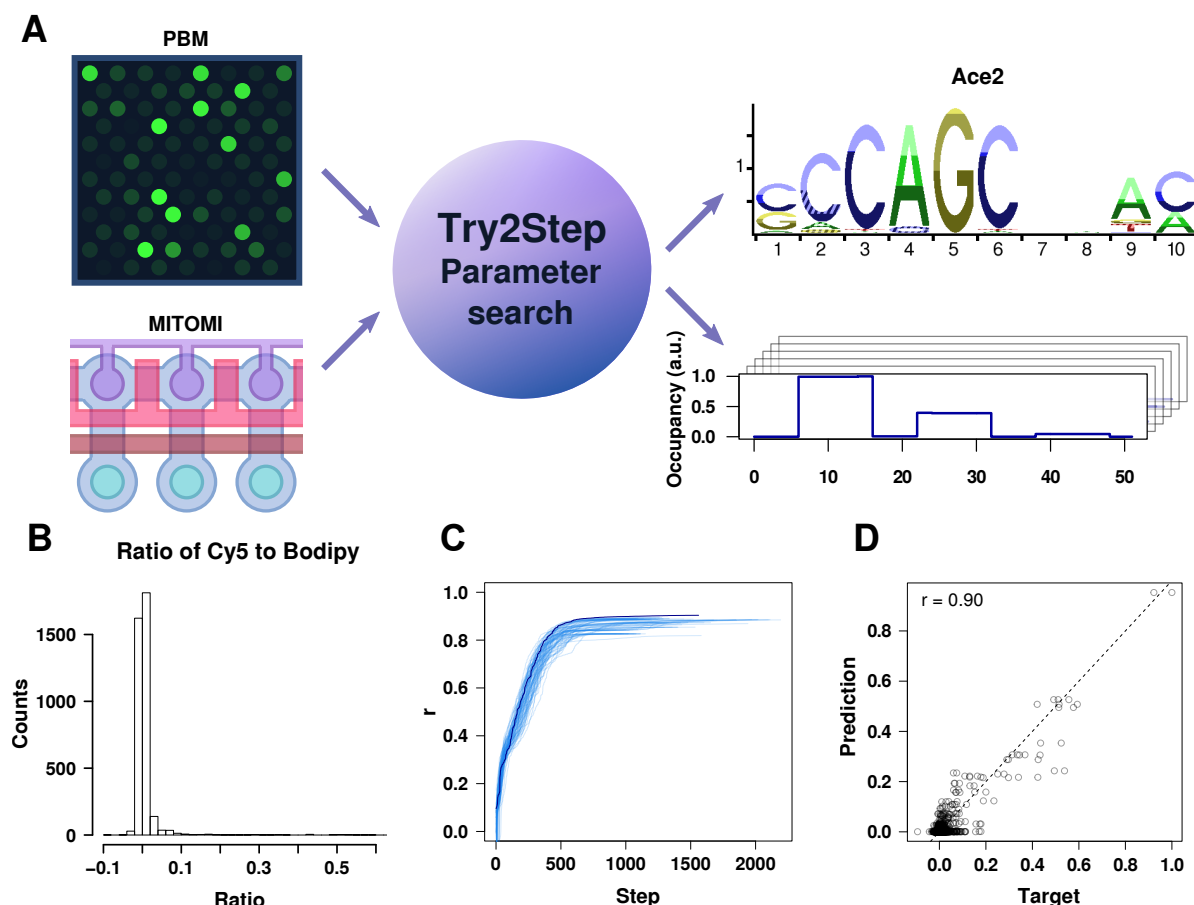 A
PBM
MITOMI
Try2Step
Parameter
search
Ace2
1
C C C A G C A C
G A A
1 2 3 4 5 6 7 8 9 10
Occupancy (a.u.)
1.0
0.5
0.0
0 10 20 30 40 50
B
Ratio of Cy5 to Bodipy
Counts
1500
1000
500
0
−0.1 0.1 0.3 0.5
Ratio
C
r
1.0
0.8
0.6
0.4
0.2
0.0
0 500 1000 1500 2000
Step
D
r = 0.90
Prediction
0.8
0.6
0.4
0.2
0.0
0.0 0.2 0.4 0.6 0.8 1.0
Target